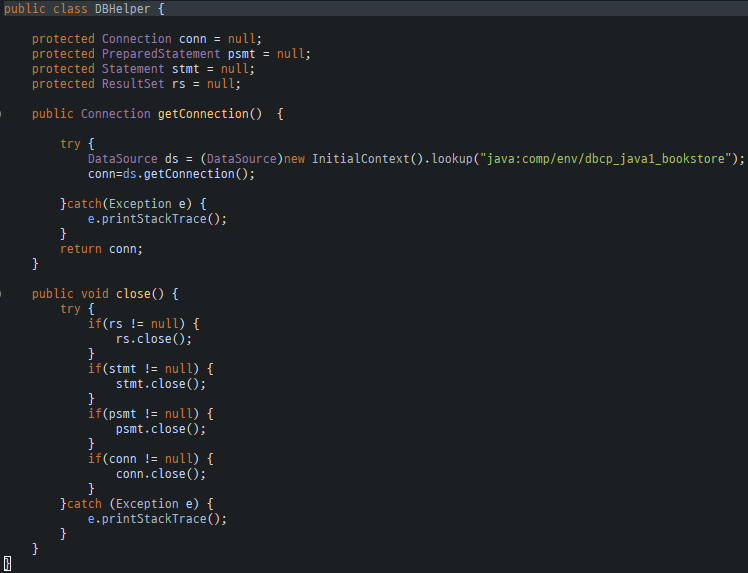 public class DBHelper {
protected Connection conn = null;
protected PreparedStatement psmt = null;
protected Statement stmt = null;
protected ResultSet rs = null;
public Connection getConnection()  {
try {
DataSource ds = (DataSource)new InitialContext().lookup("java:comp/env/dbcp_java1_bookstore");
conn=ds.getConnection();
}catch(Exception e) {
e.printStackTrace();
}
return conn;
}
public void close() {
try {
if(rs != null) {
rs.close();
}
if(stmt != null) {
stmt.close();
}
if(psmt != null) {
psmt.close();
}
if(conn != null) {
conn.close();
}
}catch (Exception e) {
e.printStackTrace();
}
}
}